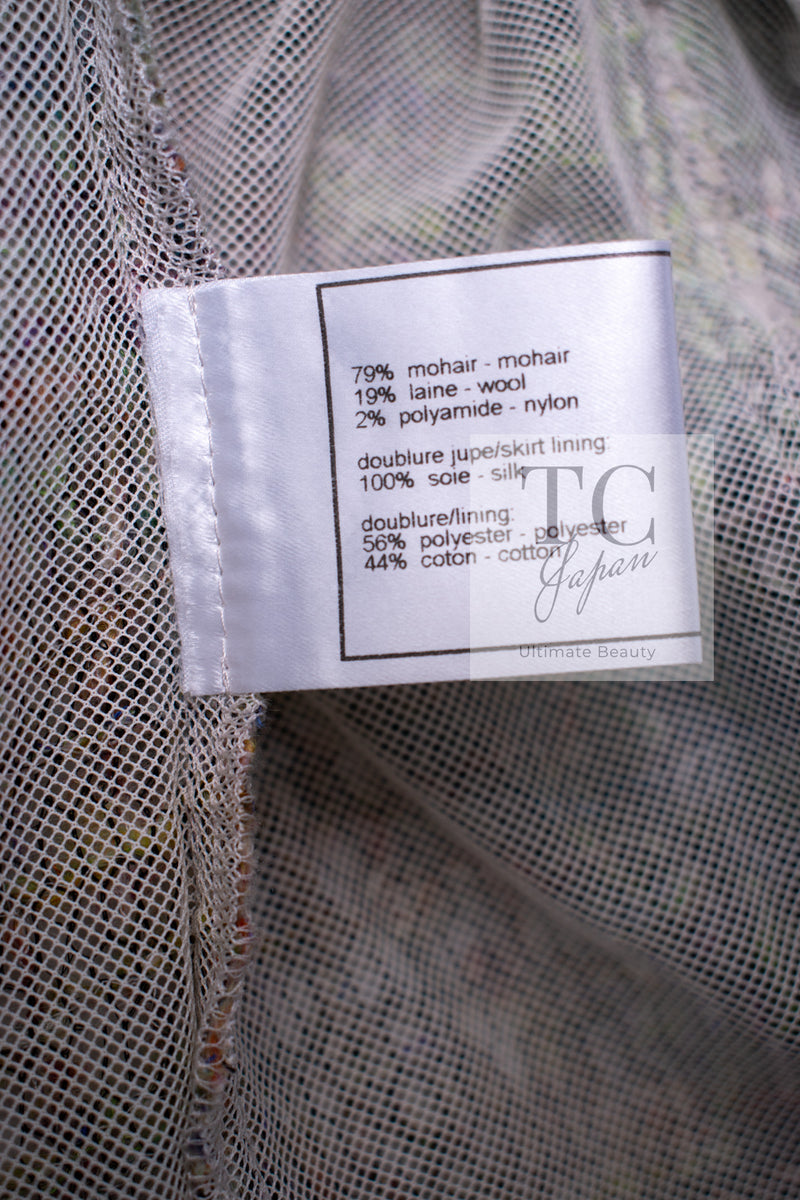 79% mohair - mohair
19% laine - wool
2% polyamide - nylon
doublure jupe/skirt lining:
100% soie - silk
doublure/lining:
56% polyester - polyester
44% coton - cotton
TC
Japan
Ultimate Beauty